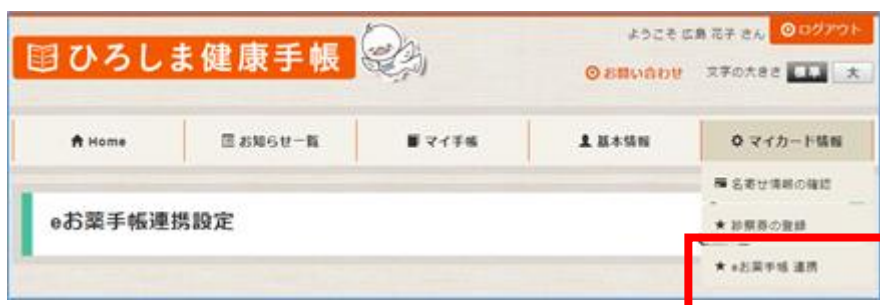 ようこそ 広島 花子 さん ログアウト
ひろしま健康手帳
お問い合わせ 文字の大きさ 標準 大
Home お知らせ一覧 マイ手帳 基本情報 マイカード情報
名寄せ情報の確認
eお薬手帳連携設定
★ 診察券の登録
★ eお薬手帳 連携